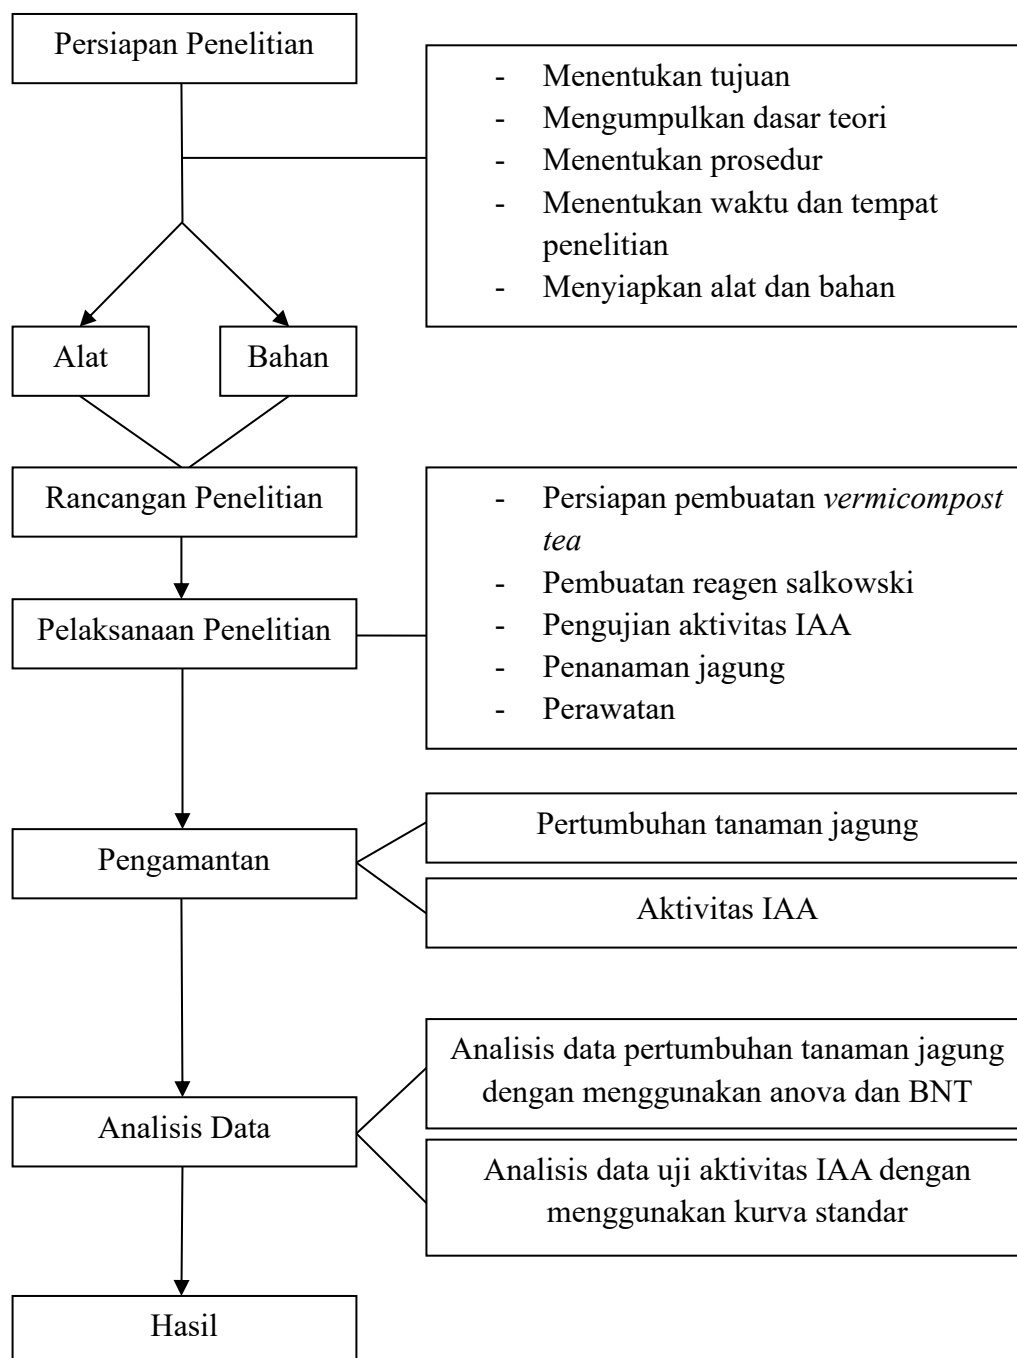 Persiapan Penelitian
- Menentukan tujuan
- Mengumpulkan dasar teori
- Menentukan prosedur
- Menentukan waktu dan tempat
penelitian
- Menyiapkan alat dan bahan
Alat
Bahan
Rancangan Penelitian
- Persiapan pembuatan vermicompost
tea
- Pembuatan reagen salkowski
- Pengujian aktivitas IAA
- Penanaman jagung
- Perawatan
Pelaksanaan Penelitian
Pertumbuhan tanaman jagung
Pengamantan
Aktivitas IAA
Analisis data pertumbuhan tanaman jagung
dengan menggunakan anova dan BNT
Analisis Data
Analisis data uji aktivitas IAA dengan
menggunakan kurva standar
Hasil